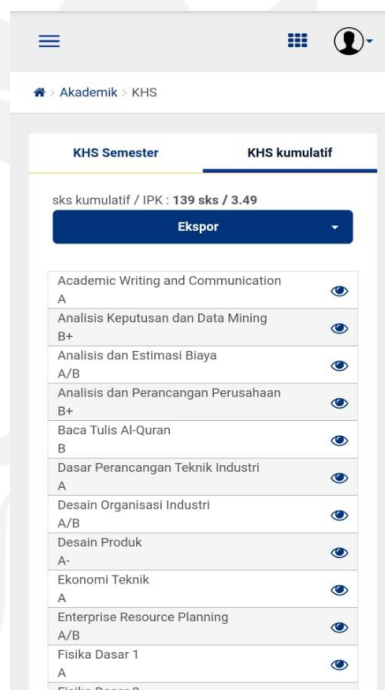 Akademik > KHS
KHS Semester
KHS kumulatif
sks kumulatif / IPK : 139 sks / 3.49
Ekspor
Academic Writing and Communication
A
Analisis Keputusan dan Data Mining
B+
Analisis dan Estimasi Biaya
A/B
Analisis dan Perancangan Perusahaan
B+
Baca Tulis Al-Quran
B
Dasar Perancangan Teknik Industri
A
Desain Organisasi Industri
A/B
Desain Produk
A-
Ekonomi Teknik
A
Enterprise Resource Planning
A/B
Fisika Dasar 1
A